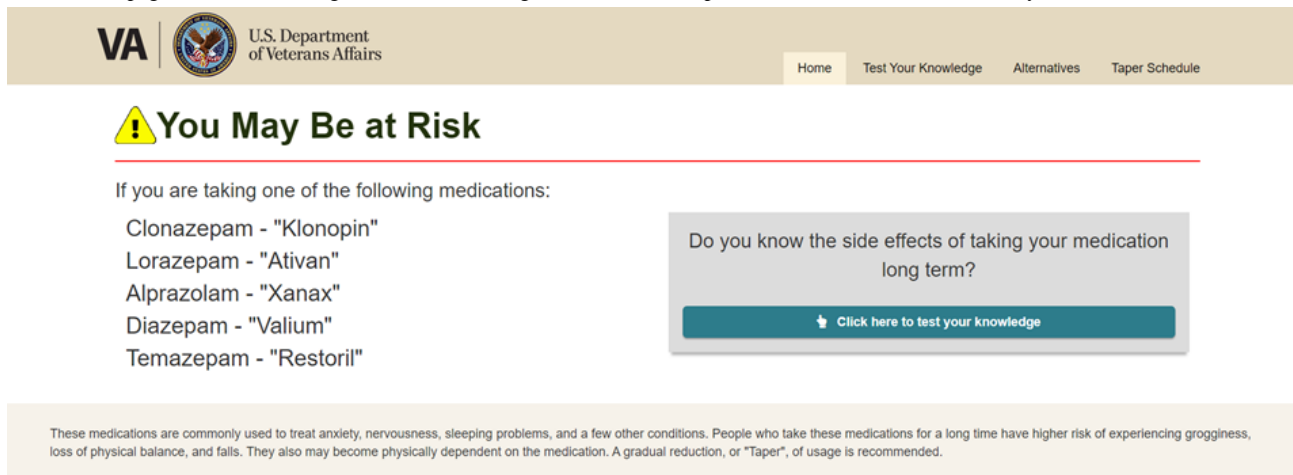 VA
U.S. Department
of Veterans Affairs
Home Test Your Knowledge Alternatives Taper Schedule
You May Be at Risk
If you are taking one of the following medications:
Clonazepam - "Klonopin"
Lorazepam - "Ativan"
Alprazolam - "Xanax"
Diazepam - "Valium"
Temazepam - "Restoril"
Do you know the side effects of taking your medication
long term?
Click here to test your knowledge
These medications are commonly used to treat anxiety, nervousness, sleeping problems, and a few other conditions. People who take these medications for a long time have higher risk of experiencing grogginess,
loss of physical balance, and falls. They also may become physically dependent on the medication. A gradual reduction, or "Taper", of usage is recommended.